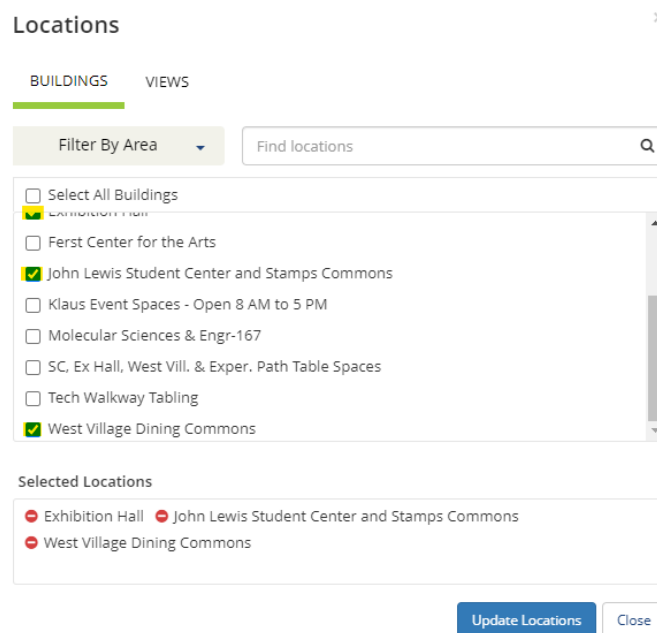 Locations
BUILDINGS VIEWS
Filter By Area Find locations
Select All Buildings
Exhibition Hall
Ferst Center for the Arts
John Lewis Student Center and Stamps Commons
Klaus Event Spaces - Open 8 AM to 5 PM
Molecular Sciences & Engr-167
SC, Ex Hall, West Vill. & Exper. Path Table Spaces
Tech Walkway Tabling
West Village Dining Commons
Selected Locations
Exhibition Hall John Lewis Student Center and Stamps Commons
West Village Dining Commons
Update Locations Close